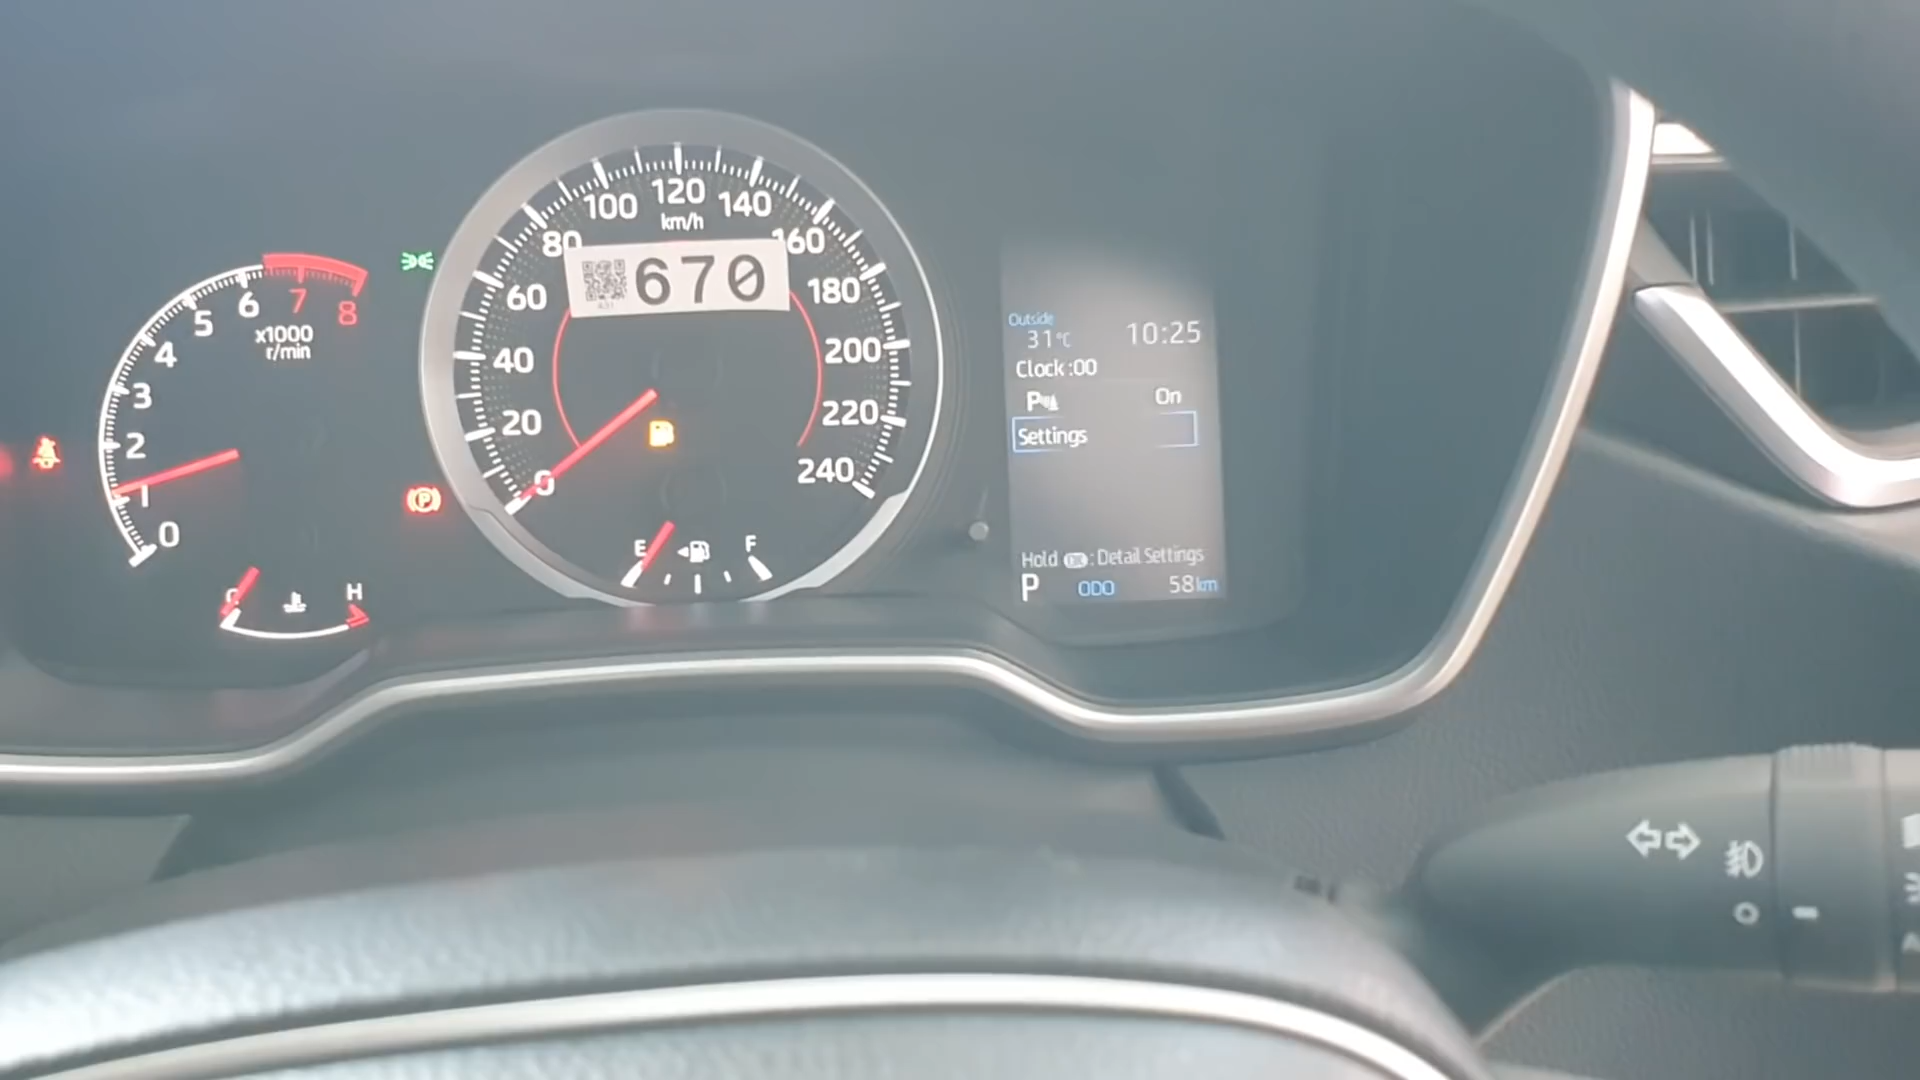 0
1
2
3
4
5
6
7
8
x1000
r/min
C
H
0
20
40
60
80
100
120
140
160
180
200
220
240
km/h
670
E
F
P
Outside
31°C
10:25
Clock :00
P
On
Settings
Hold OK : Detail Settings
P ODO 58km